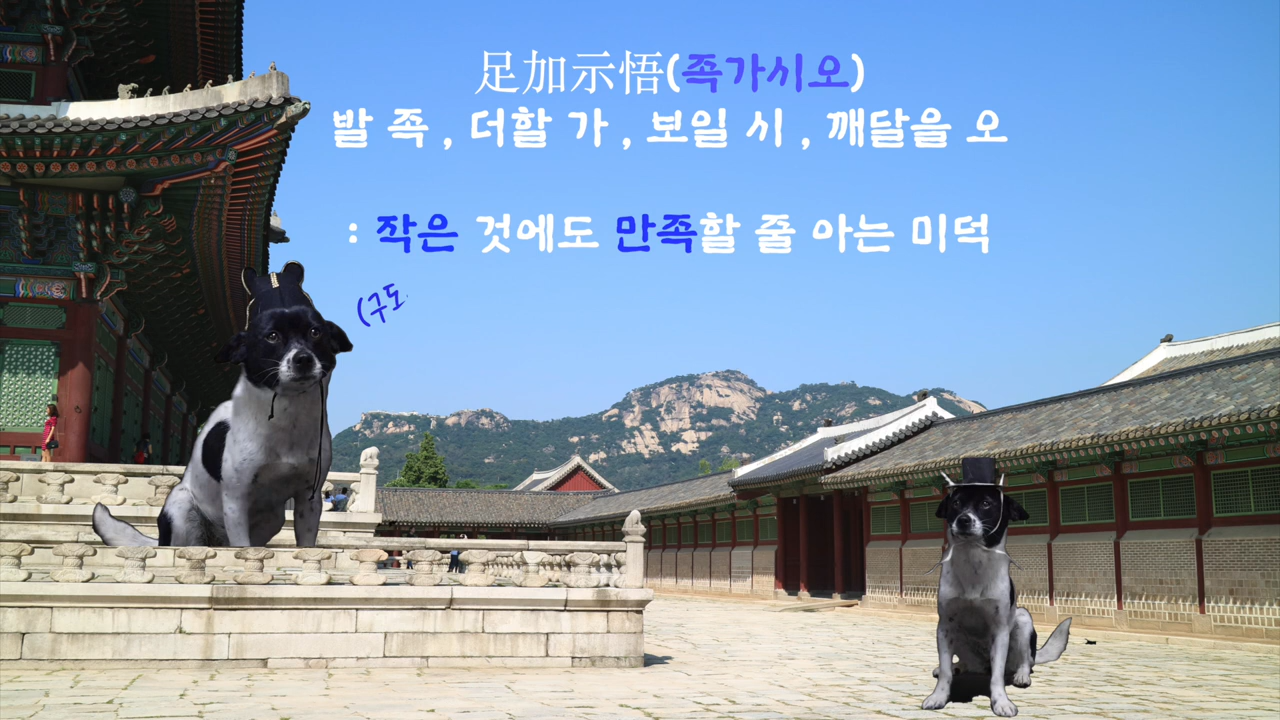 足加示悟(족가시오)
발 족 , 더할 가 , 보일 시 , 깨달을 오
: 작은 것에도 만족할 줄 아는 미덕
(구도